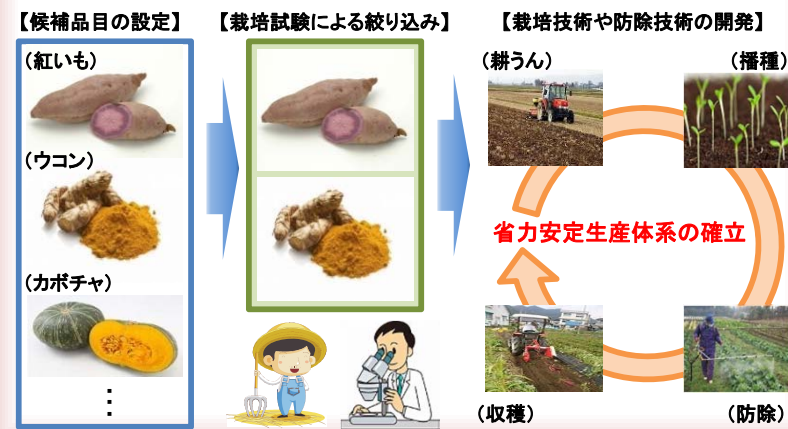 【候補品目の設定】
【栽培試験による絞り込み】
【栽培技術や防除技術の開発】
（紅いも）
（ウコン）
（カボチャ）
⋮
（耕うん）
（播種）
省力安定生産体系の確立
（収穫）
（防除）